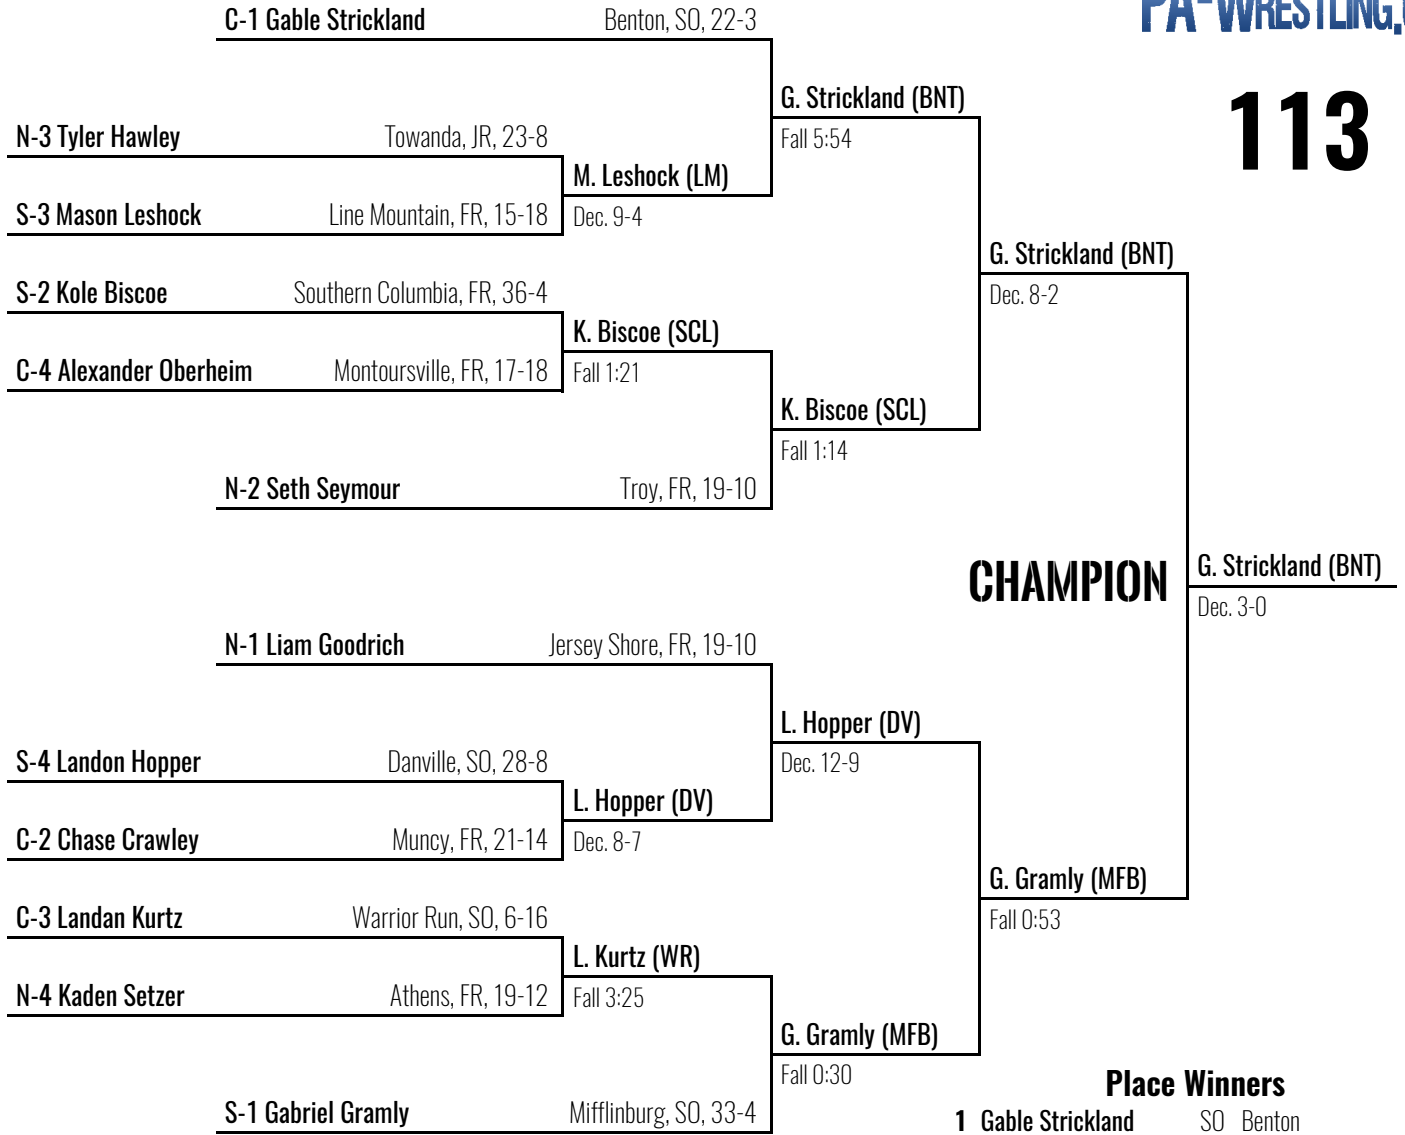 C-1 Gable Strickland Benton, SO, 22-3
PA-WRESTLING.
113
G. Strickland (BNT)
Fall 5:54
N-3 Tyler Hawley Towanda, JR, 23-8
M. Leshock (LM)
Dec. 9-4
S-3 Mason Leshock Line Mountain, FR, 15-18
G. Strickland (BNT)
Dec. 8-2
S-2 Kole Biscoe Southern Columbia, FR, 36-4
K. Biscoe (SCL)
Fall 1:21
C-4 Alexander Oberheim Montoursville, FR, 17-18
K. Biscoe (SCL)
Fall 1:14
N-2 Seth Seymour Troy, FR, 19-10
CHAMPION
G. Strickland (BNT)
Dec. 3-0
N-1 Liam Goodrich Jersey Shore, FR, 19-10
L. Hopper (DV)
Dec. 12-9
S-4 Landon Hopper Danville, SO, 28-8
L. Hopper (DV)
Dec. 8-7
C-2 Chase Crawley Muncy, FR, 21-14
G. Gramly (MFB)
Fall 0:53
C-3 Landan Kurtz Warrior Run, SO, 6-16
L. Kurtz (WR)
Fall 3:25
N-4 Kaden Setzer Athens, FR, 19-12
G. Gramly (MFB)
Fall 0:30
S-1 Gabriel Gramly Mifflinburg, SO, 33-4
Place Winners
1 Gable Strickland SO Benton